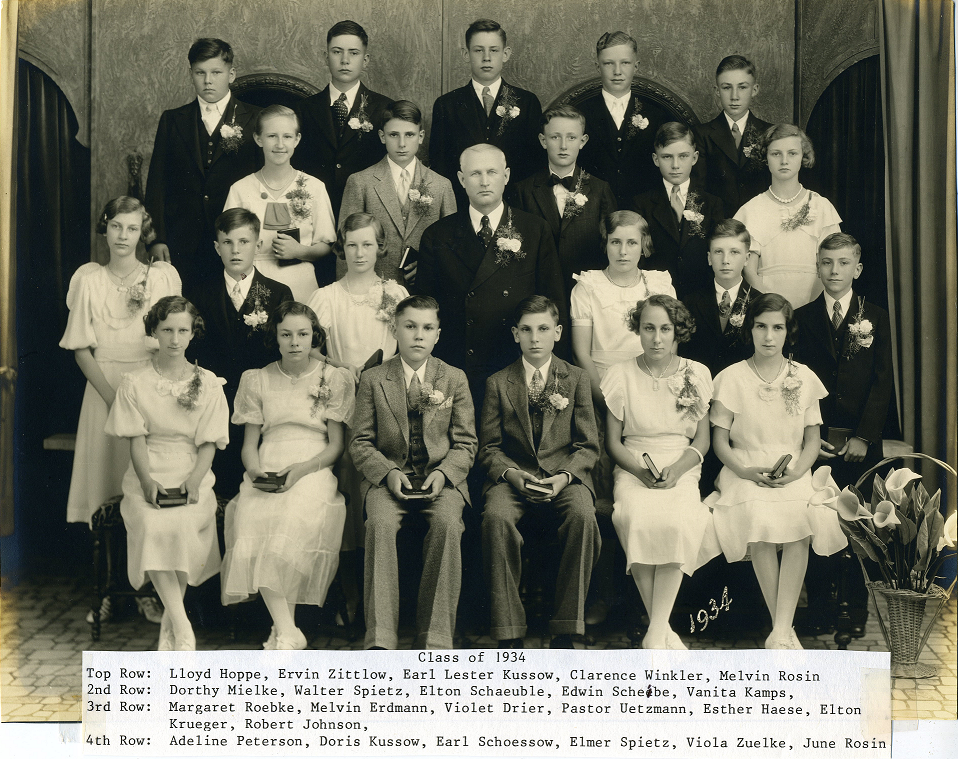 1934
Class of 1934
Top Row: Lloyd Hoppe, Ervin Zittlow, Earl Lester Kussow, Clarence Winkler, Melvin Rosin
2nd Row: Dorthy Mielke, Walter Spietz, Elton Schaeuble, Edwin Scheibe, Vanita Kamps,
3rd Row: Margaret Roebke, Melvin Erdmann, Violet Drier, Pastor Uetzmann, Esther Haese, Elton
Krueger, Robert Johnson,
4th Row: Adeline Peterson, Doris Kussow, Earl Schoessow, Elmer Spietz, Viola Zuelke, June Rosin